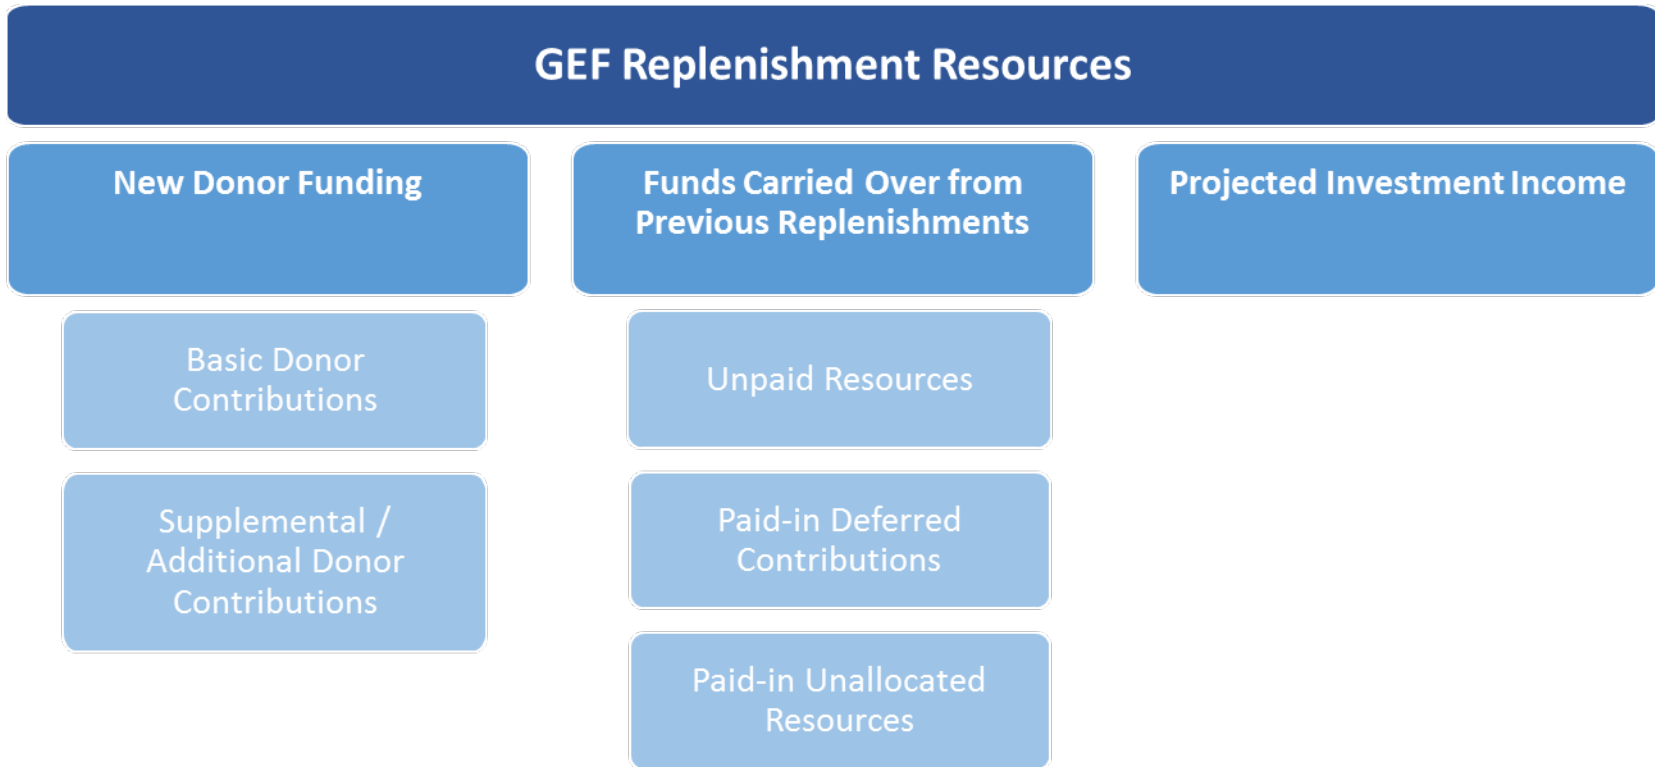 GEF Replenishment Resources
New Donor Funding
Basic Donor
Contributions
Supplemental /
Additional Donor
Contributions
Funds Carried Over from
Previous Replenishments
Unpaid Resources
Paid-in Deferred
Contributions
Paid-in Unallocated
Resources
Projected Investment Income